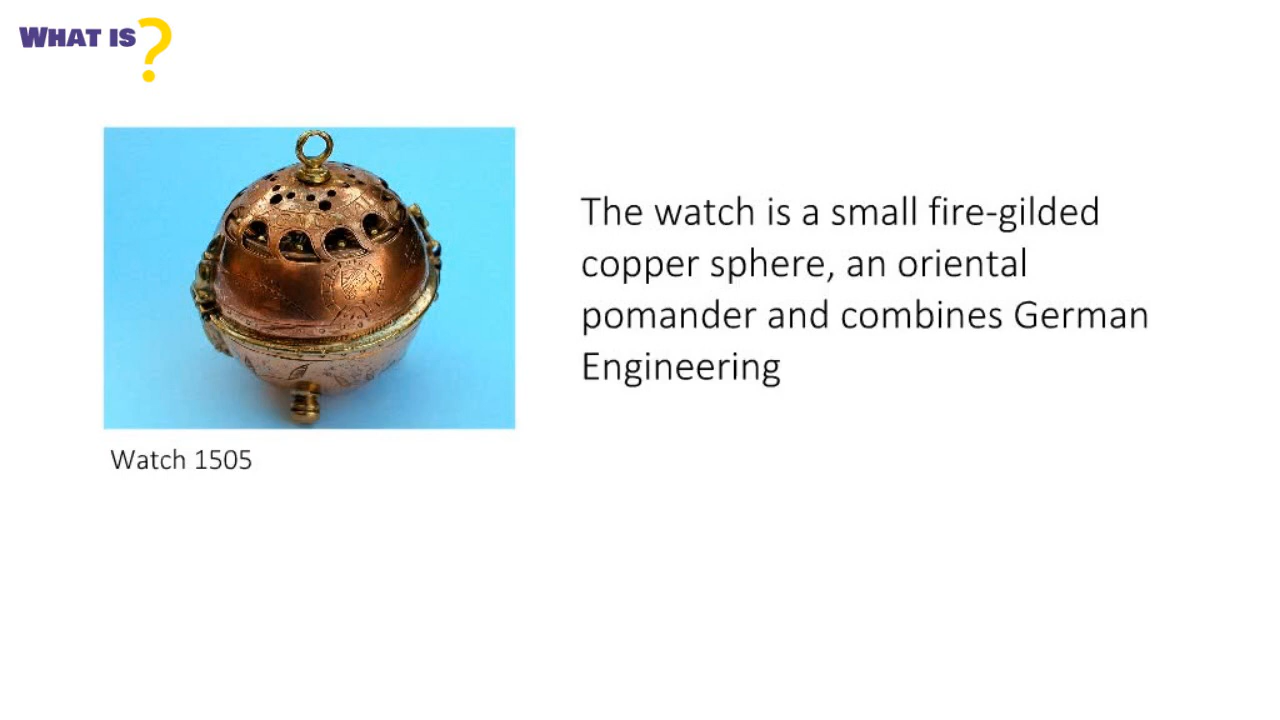 WHAT IS?
The watch is a small fire-gilded
copper sphere, an oriental
pomander and combines German
Engineering
Watch 1505